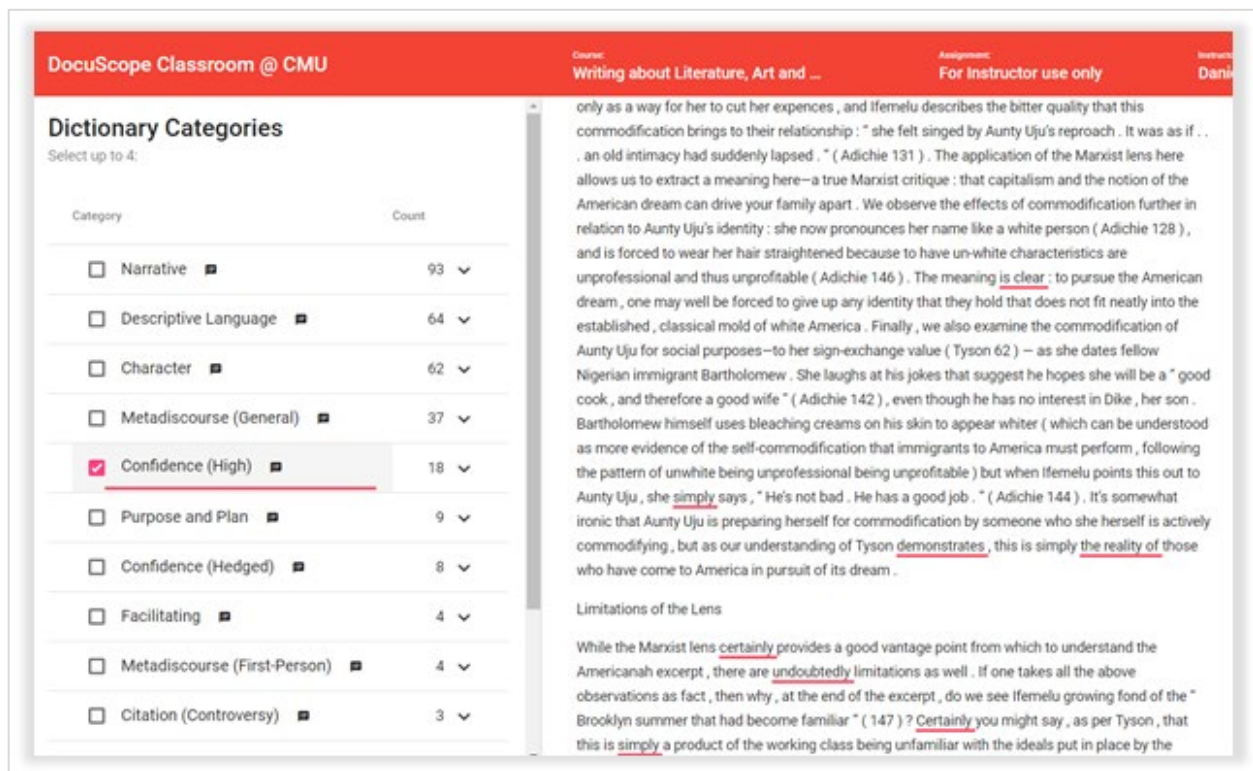 DocuScope Classroom @ CMU
Course:
Writing about Literature, Art and ...
Assignment:
For Instructor use only
Dictionary Categories
Select up to 4:
Category Count
Narrative 93
Descriptive Language 64
Character 62
Metadiscourse (General) 37
Confidence (High) 18
Purpose and Plan 9
Confidence (Hedged) 8
Facilitating 4
Metadiscourse (First-Person) 4
Citation (Controversy) 3
only as a way for her to cut her expences , and Ifemelu describes the bitter quality that this
commodification brings to their relationship : " she felt singed by Aunty Uju's reproach . It was as if . .
. an old intimacy had suddenly lapsed . " ( Adichie 131 ) . The application of the Marxist lens here
allows us to extract a meaning here—a true Marxist critique : that capitalism and the notion of the
American dream can drive your family apart . We observe the effects of commodification further in
relation to Aunty Uju's identity : she now pronounces her name like a white person ( Adichie 128 ) ,
and is forced to wear her hair straightened because to have un-white characteristics are
unprofessional and thus unprofitable ( Adichie 146 ) . The meaning is clear : to pursue the American
dream , one may well be forced to give up any identity that they hold that does not fit neatly into the
established , classical mold of white America . Finally , we also examine the commodification of
Aunty Uju for social purposes—to her sign-exchange value ( Tyson 62 ) — as she dates fellow
Nigerian immigrant Bartholomew . She laughs at his jokes that suggest he hopes she will be a " good
cook , and therefore a good wife " ( Adichie 142 ) , even though he has no interest in Dike , her son .
Bartholomew himself uses bleaching creams on his skin to appear whiter ( which can be understood
as more evidence of the self-commodification that immigrants to America must perform , following
the pattern of unwhite being unprofessional being unprofitable ) but when Ifemelu points this out to
Aunty Uju , she simply says , " He's not bad . He has a good job . " ( Adichie 144 ) . It's somewhat
ironic that Aunty Uju is preparing herself for commodification by someone who she herself is actively
commodifying , but as our understanding of Tyson demonstrates , this is simply the reality of those
who have come to America in pursuit of its dream .
Limitations of the Lens
While the Marxist lens certainly provides a good vantage point from which to understand the
Americanah excerpt , there are undoubtedly limitations as well . If one takes all the above
observations as fact , then why , at the end of the excerpt , do we see Ifemelu growing fond of the "
Brooklyn summer that had become familiar " ( 147 ) ? Certainly you might say , as per Tyson , that
this is simply a product of the working class being unfamiliar with the ideals put in place by the